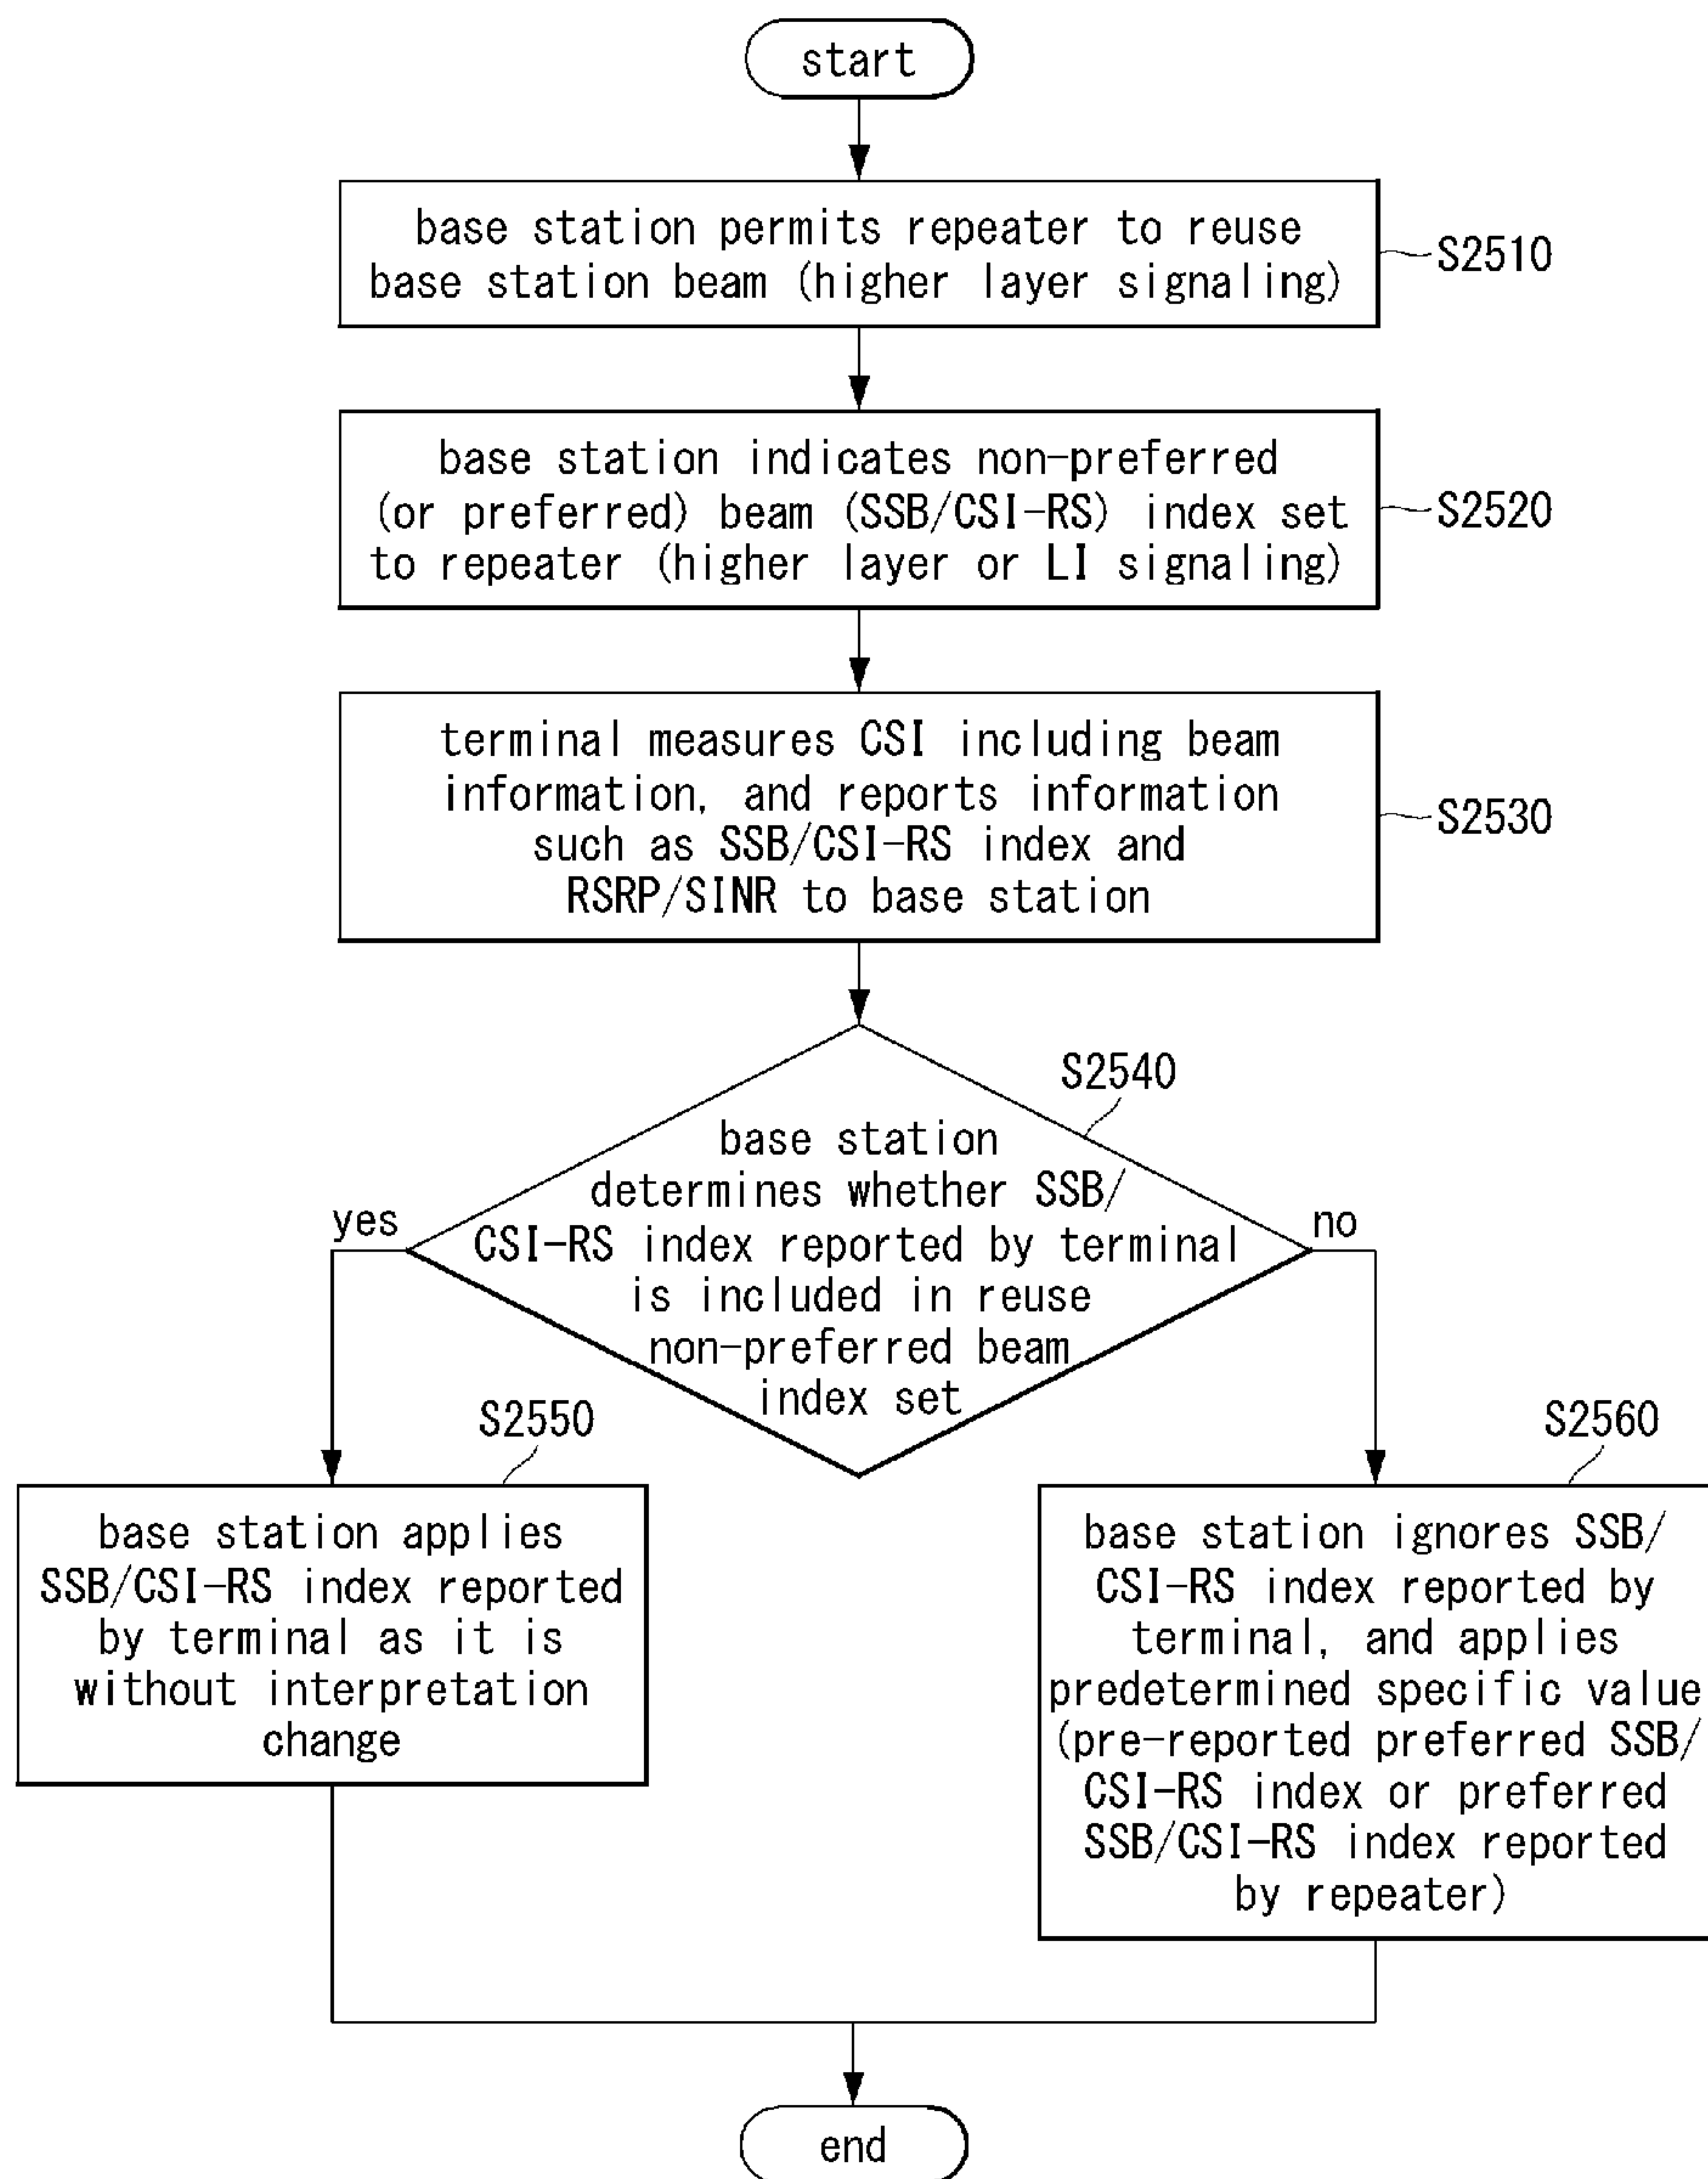 start
base station permits repeater to reuse
base station beam (higher layer signaling)
S2510
base station indicates non-preferred
(or preferred) beam (SSB/CSI-RS) index set
to repeater (higher layer or LI signaling)
S2520
terminal measures CSI including beam
information, and reports information
such as SSB/CSI-RS index and
RSRP/SINR to base station
S2530
S2540
base station
determines whether SSB/
CSI-RS index reported by terminal
is included in reuse
non-preferred beam
index set
yes
no
S2550
base station applies
SSB/CSI-RS index reported
by terminal as it is
without interpretation
change
S2560
base station ignores SSB/
CSI-RS index reported by
terminal, and applies
predetermined specific value
(pre-reported preferred SSB/
CSI-RS index or preferred
SSB/CSI-RS index reported
by repeater)
end